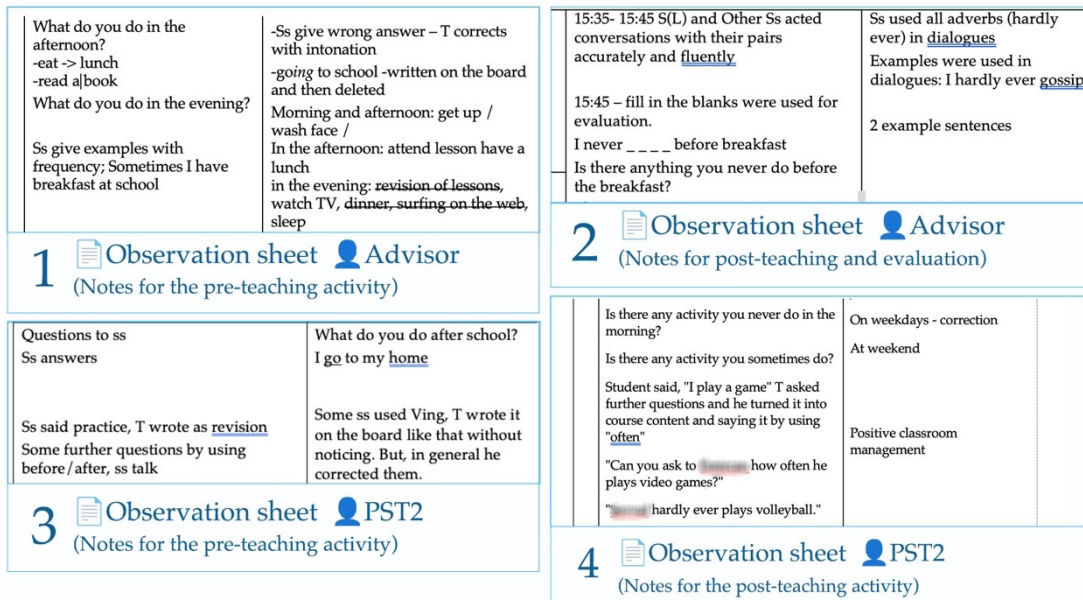 What do you do in the
afternoon?
-eat -> lunch
-read a book
What do you do in the evening?
Ss give examples with
frequency; Sometimes I have
breakfast at school
-Ss give wrong answer – T corrects
with intonation
-going to school -written on the board
and then deleted
Morning and afternoon: get up /
wash face /
In the afternoon: attend lesson have a
lunch
in the evening: revision of lessons,
watch TV, dinner, surfing on the web,
sleep
1 Observation sheet Advisor
(Notes for the pre-teaching activity)
15:35- 15:45 S(L) and Other Ss acted
conversations with their pairs
accurately and fluently
15:45 – fill in the blanks were used for
evaluation.
I never _ _ _ _ before breakfast
Is there anything you never do before
the breakfast?
Ss used all adverbs (hardly
ever) in dialogues
Examples were used in
dialogues: I hardly ever gossip
2 example sentences
2 Observation sheet Advisor
(Notes for post-teaching and evaluation)
Questions to ss
Ss answers
Ss said practice, T wrote as revision
Some further questions by using
before/after, ss talk
What do you do after school?
I go to my home
Some ss used Ving, T wrote it
on the board like that without
noticing. But, in general he
corrected them.
3 Observation sheet PST2
(Notes for the pre-teaching activity)
Is there any activity you never do in the
morning?
Is there any activity you sometimes do?
Student said, "I play a game" T asked
further questions and he turned it into
course content and saying it by using
"often"
"Can you ask to how often he
plays video games?"
" hardly ever plays volleyball."
On weekdays - correction
At weekend
Positive classroom
management
4 Observation sheet PST2
(Notes for the post-teaching activity)